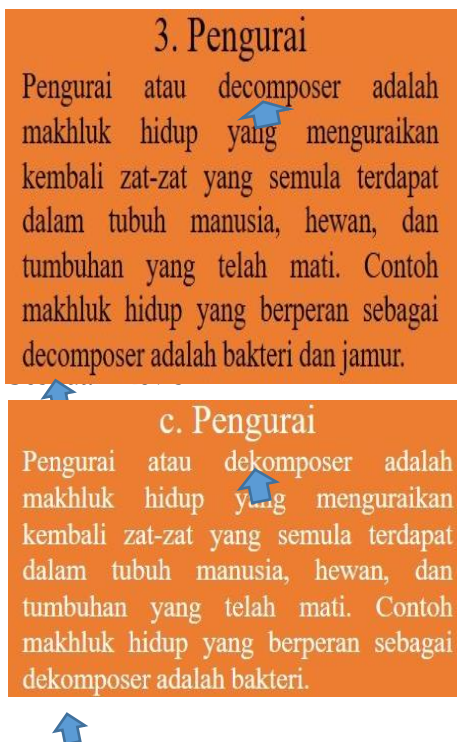 3. Pengurai
Pengurai atau decomposer adalah
makhluk hidup yang menguraikan
kembali zat-zat yang semula terdapat
dalam tubuh manusia, hewan, dan
tumbuhan yang telah mati. Contoh
makhluk hidup yang berperan sebagai
decomposer adalah bakteri dan jamur.
c. Pengurai
Pengurai atau dekomposer adalah
makhluk hidup yang menguraikan
kembali zat-zat yang semula terdapat
dalam tubuh manusia, hewan, dan
tumbuhan yang telah mati. Contoh
makhluk hidup yang berperan sebagai
dekomposer adalah bakteri.